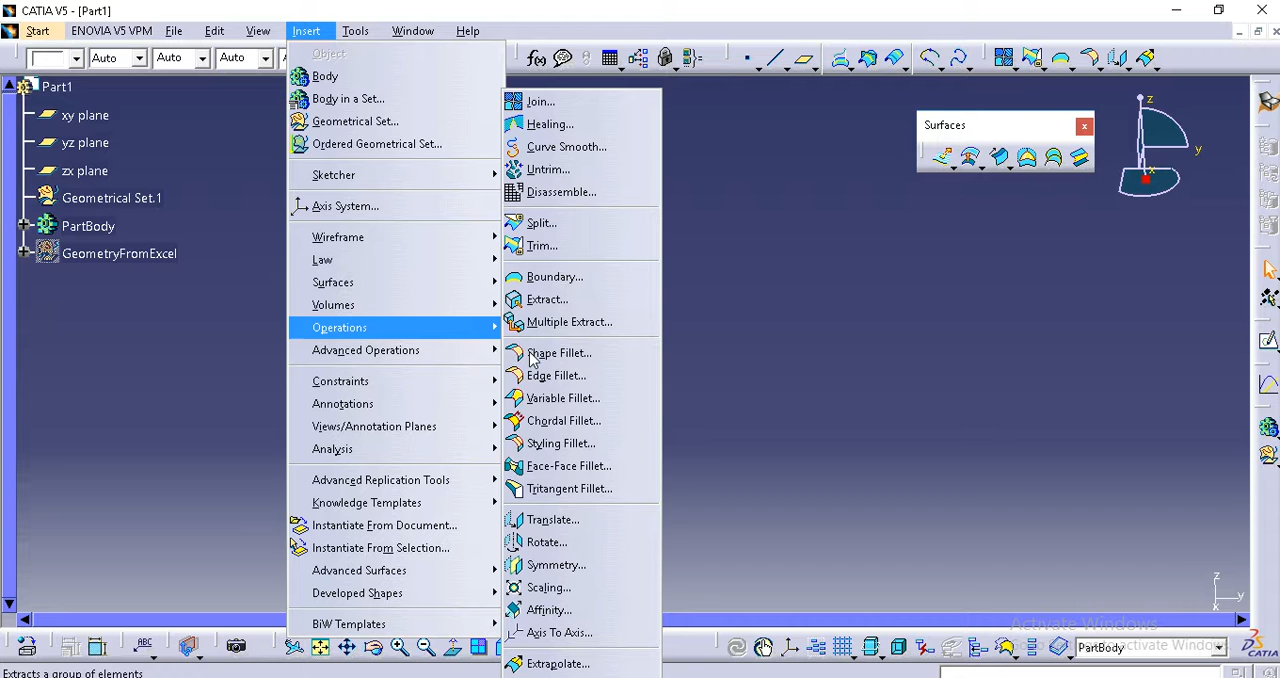 CATIA V5 - [Part1]
Start ENOVIA V5 VPM File Edit View Insert Tools Window Help
Auto Auto Auto A
f(x)
Part1
xy plane
yz plane
zx plane
Geometrical Set.1
PartBody
GeometryFromExcel
Object
Body
Body in a Set...
Geometrical Set...
Ordered Geometrical Set...
Sketcher
Axis System...
Wireframe
Law
Surfaces
Volumes
Operations
Advanced Operations
Constraints
Annotations
Views/Annotation Planes
Analysis
Advanced Replication Tools
Knowledge Templates
Instantiate From Document...
Instantiate From Selection...
Advanced Surfaces
Developed Shapes
BiW Templates
Join...
Healing...
Curve Smooth...
Untrim...
Disassemble...
Split...
Trim...
Boundary...
Extract...
Multiple Extract...
Shape Fillet...
Edge Fillet...
Variable Fillet...
Chordal Fillet...
Styling Fillet...
Face-Face Fillet...
Tritangent Fillet...
Translate...
Rotate...
Symmetry...
Scaling...
Affinity...
Axis To Axis...
Extrapolate...
Surfaces
z
y
x
z
y
x
Activate Windows
activate Windows
ABC
PartBody
CATIA
Extracts a group of elements